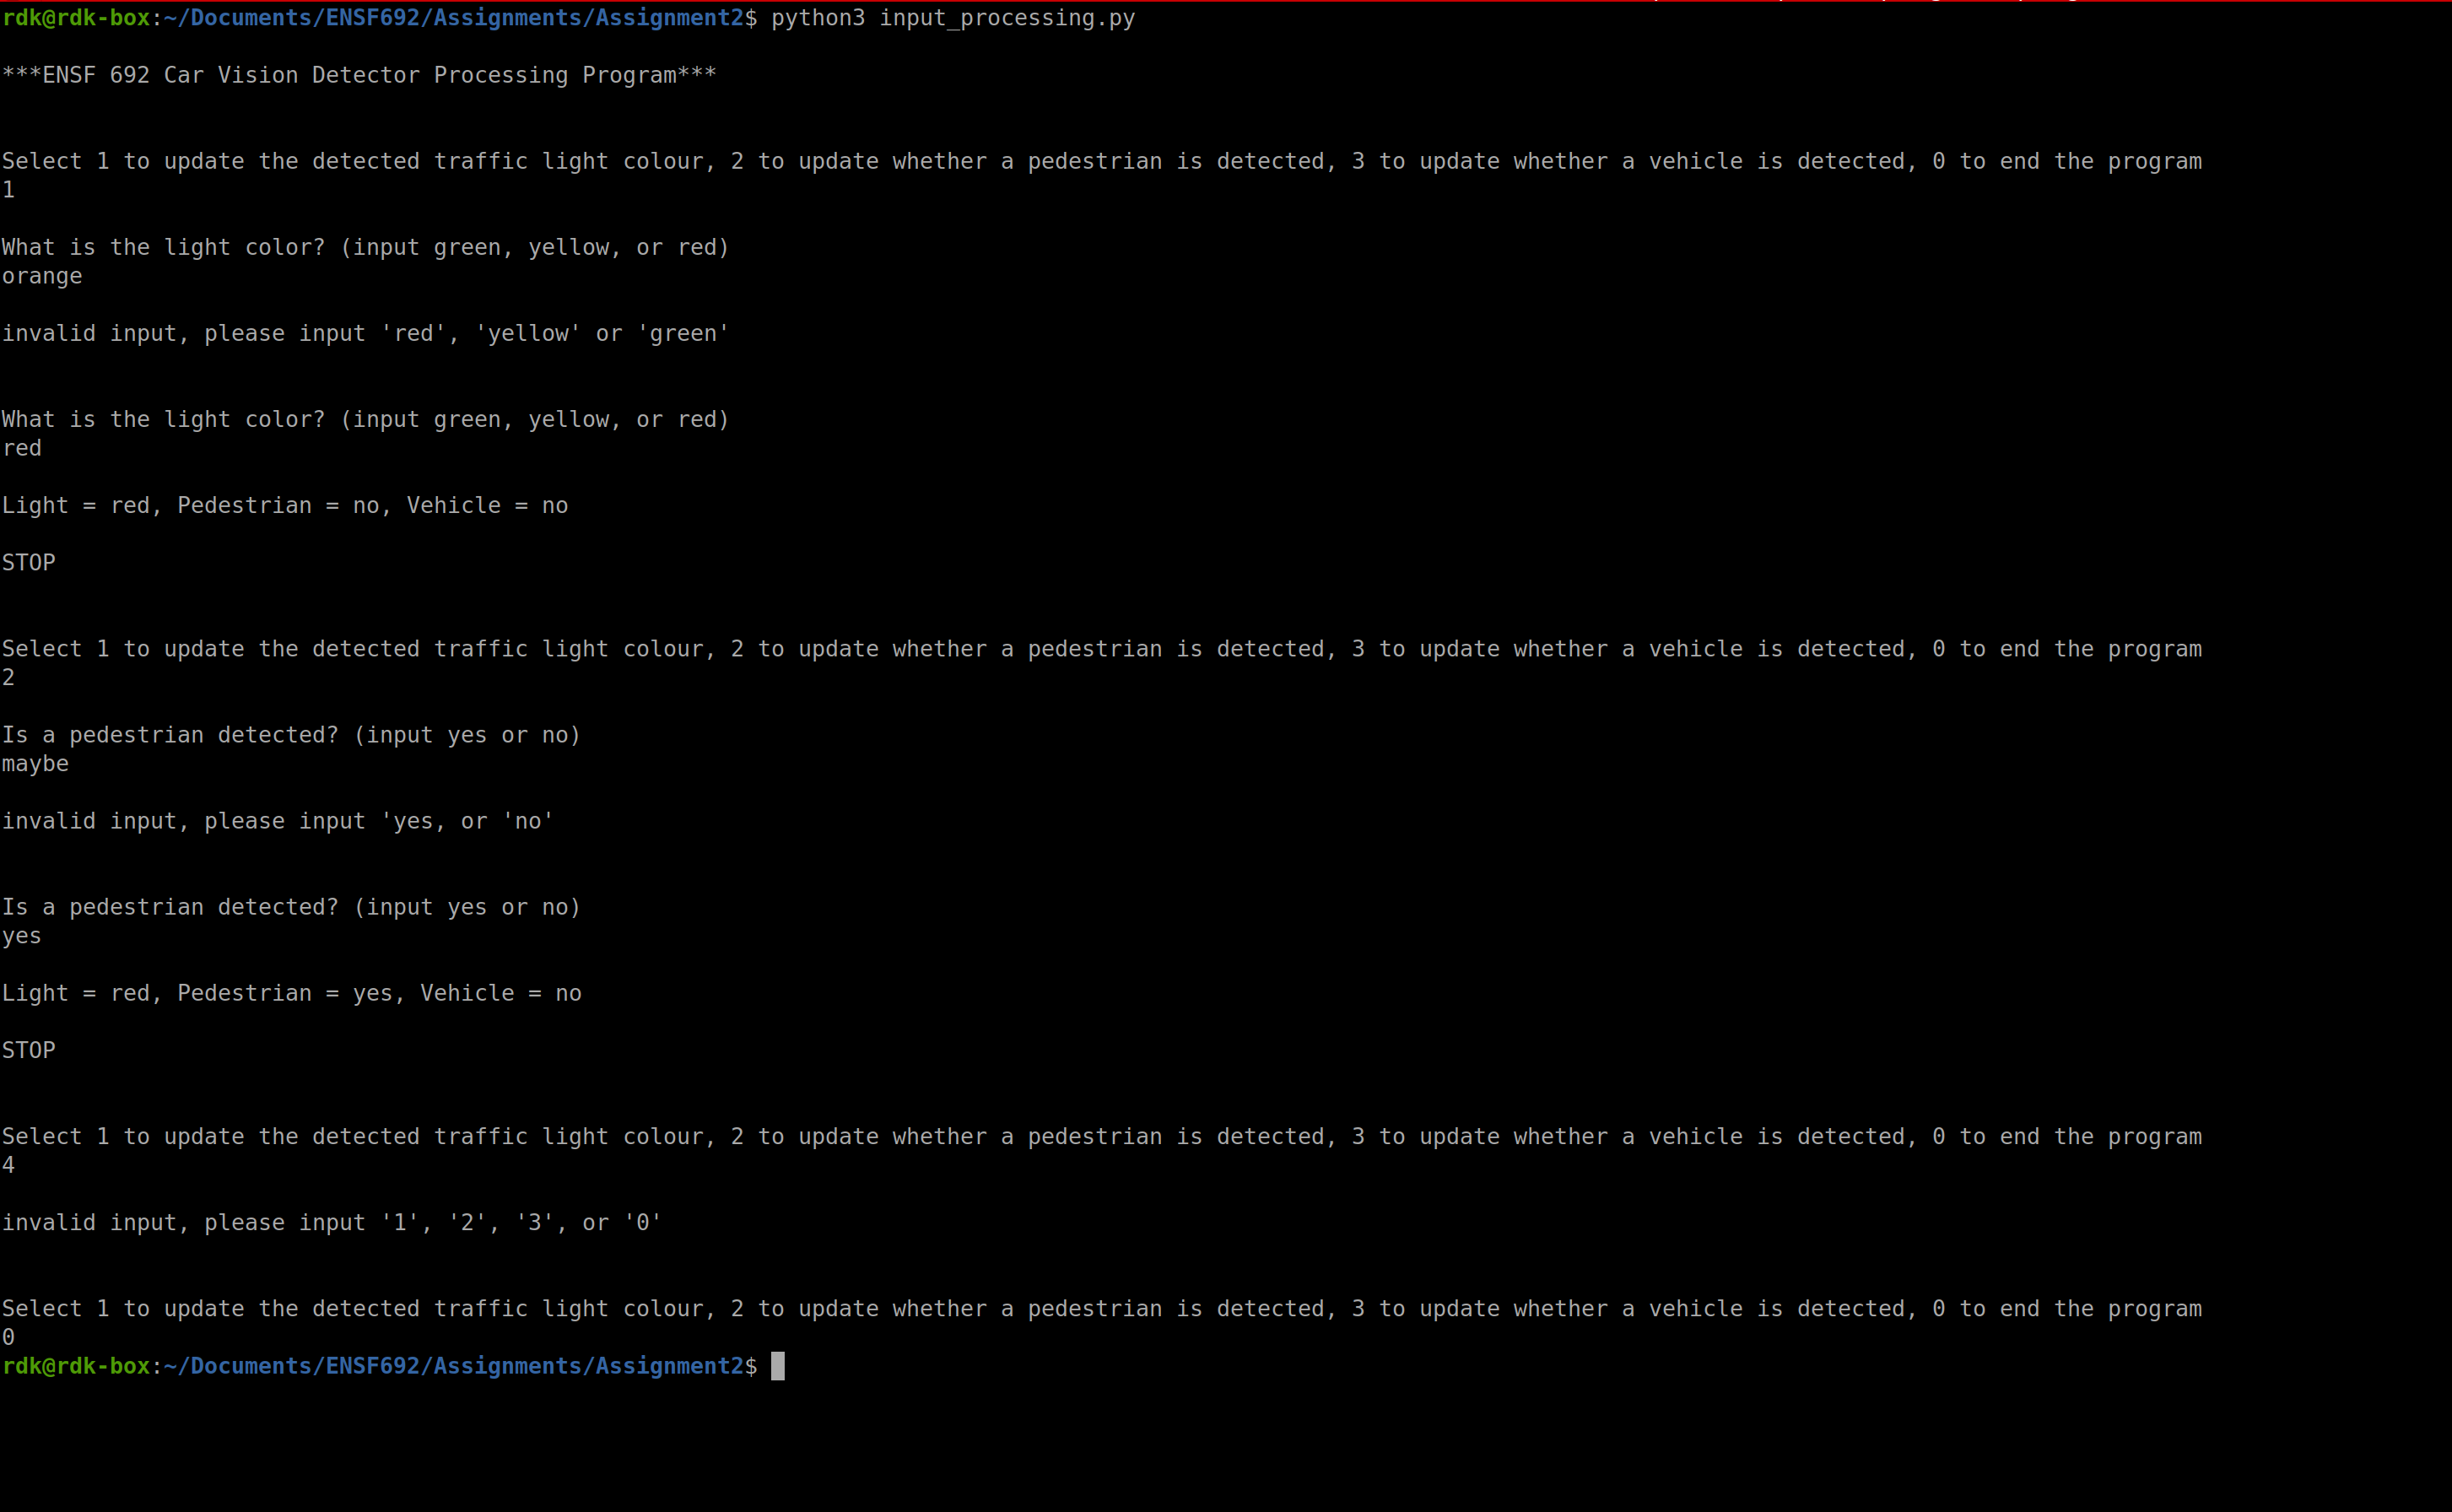 rdk@rdk-box:~/Documents/ENSF692/Assignments/Assignment2$ python3 input_processing.py
***ENSF 692 Car Vision Detector Processing Program***
Select 1 to update the detected traffic light colour, 2 to update whether a pedestrian is detected, 3 to update whether a vehicle is detected, 0 to end the program
1
What is the light color? (input green, yellow, or red)
orange
invalid input, please input 'red', 'yellow' or 'green'
What is the light color? (input green, yellow, or red)
red
Light = red, Pedestrian = no, Vehicle = no
STOP
Select 1 to update the detected traffic light colour, 2 to update whether a pedestrian is detected, 3 to update whether a vehicle is detected, 0 to end the program
2
Is a pedestrian detected? (input yes or no)
maybe
invalid input, please input 'yes, or 'no'
Is a pedestrian detected? (input yes or no)
yes
Light = red, Pedestrian = yes, Vehicle = no
STOP
Select 1 to update the detected traffic light colour, 2 to update whether a pedestrian is detected, 3 to update whether a vehicle is detected, 0 to end the program
4
invalid input, please input '1', '2', '3', or '0'
Select 1 to update the detected traffic light colour, 2 to update whether a pedestrian is detected, 3 to update whether a vehicle is detected, 0 to end the program
0
rdk@rdk-box:~/Documents/ENSF692/Assignments/Assignment2$